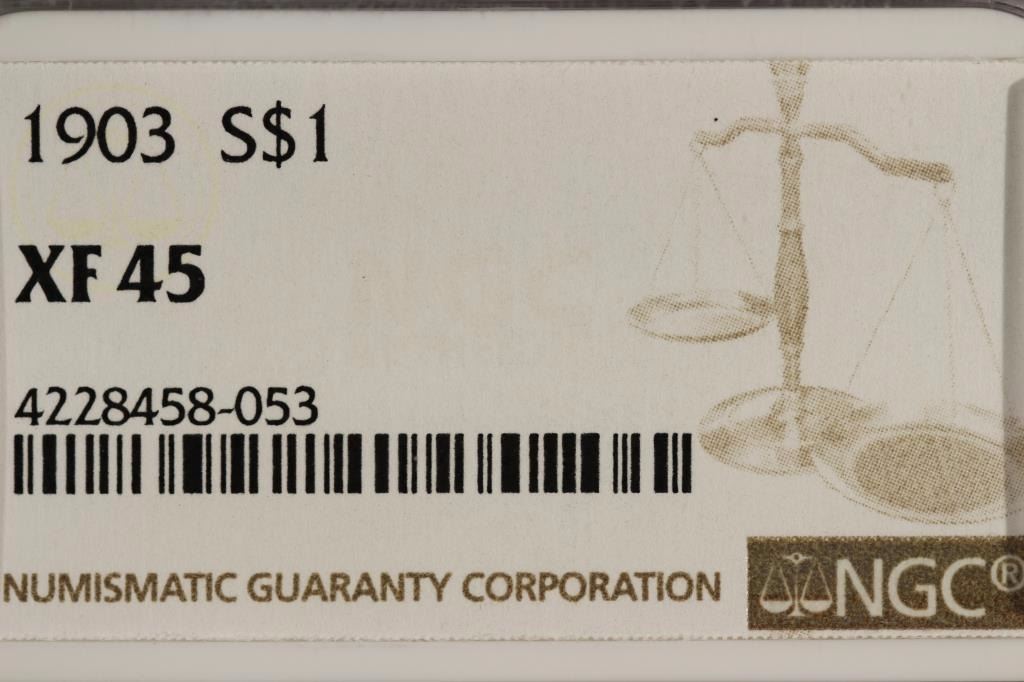 1903 S$1
XF 45
4228458-053
NUMISMATIC GUARANTY CORPORATION
NGC®